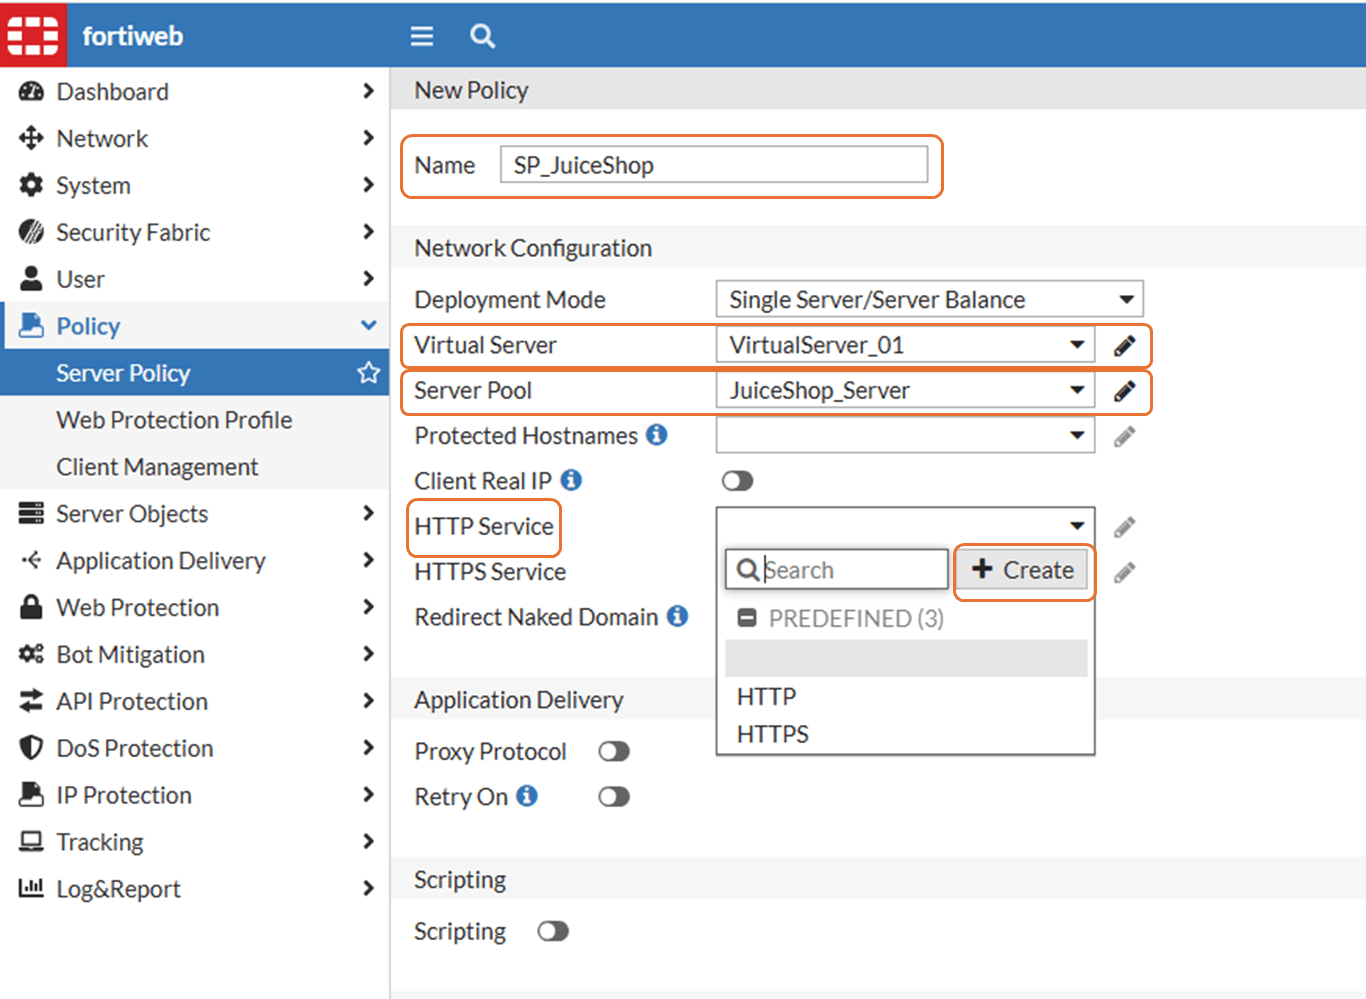 fortiweb
Dashboard
Network
System
Security Fabric
User
Policy
Server Policy
Web Protection Profile
Client Management
Server Objects
Application Delivery
Web Protection
Bot Mitigation
API Protection
DoS Protection
IP Protection
Tracking
Log&Report
New Policy
Name SP_JuiceShop
Network Configuration
Deployment Mode Single Server/Server Balance
Virtual Server VirtualServer_01
Server Pool JuiceShop_Server
Protected Hostnames
Client Real IP
HTTP Service
Search + Create
HTTPS Service
PREDEFINED (3)
Redirect Naked Domain
HTTP
HTTPS
Application Delivery
Proxy Protocol
Retry On
Scripting
Scripting